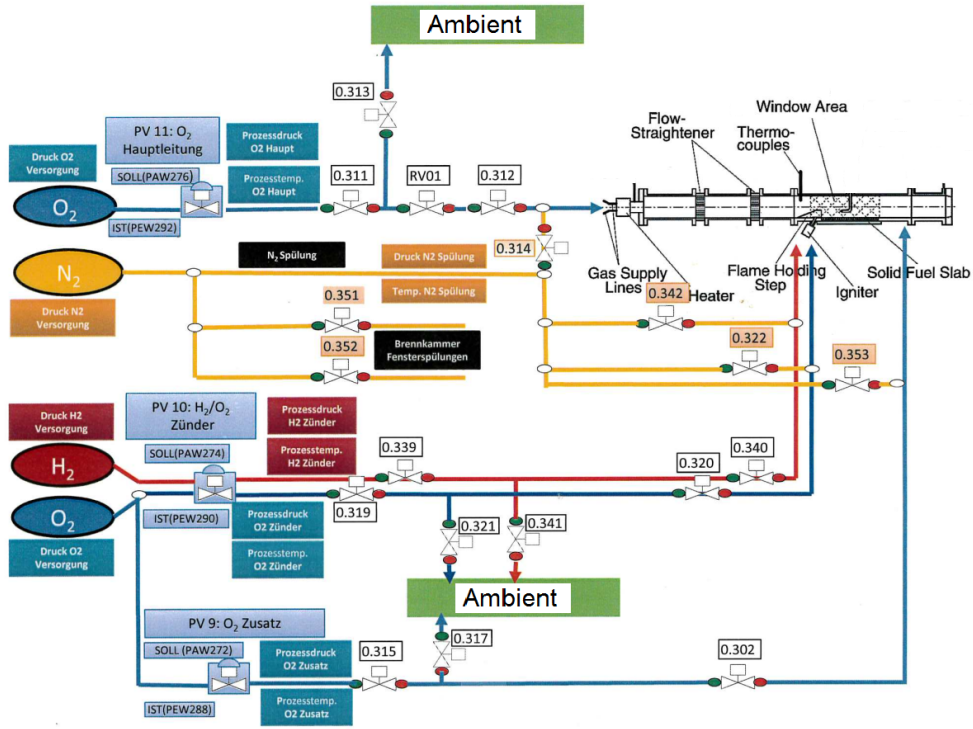 Ambient
0.313
PV 11: O2
Hauptleitung
Prozessdruck
O2 Haupt
Druck O2
Versorgung
SOLL(PAW276)
Prozesstemp.
O2 Haupt
0.311
RV01
0.312
O2
IST(PEW292)
Flow-
Straightener
Thermo-
couples
Window Area
N2 Spülung
Druck N2 Spülung
0.314
N2
Temp. N2 Spülung
Gas Supply
Lines
Heater
Flame Holding
Step
Igniter
Solid Fuel Slab
Druck N2
Versorgung
0.351
0.342
0.352
Brennkammer
Fensterspülungen
0.322
0.353
Druck H2
Versorgung
PV 10: H2/O2
Zünder
Prozessdruck
H2 Zünder
SOLL(PAW274)
Prozesstemp.
H2 Zünder
0.339
0.340
0.320
H2
0.319
O2
IST(PEW290)
Prozessdruck
O2 Zünder
0.321
0.341
Druck O2
Versorgung
Prozesstemp.
O2 Zünder
Ambient
PV 9: O2 Zusatz
0.317
SOLL (PAW272)
Prozessdruck
O2 Zusatz
0.315
0.302
IST(PEW288)
Prozesstemp.
O2 Zusatz